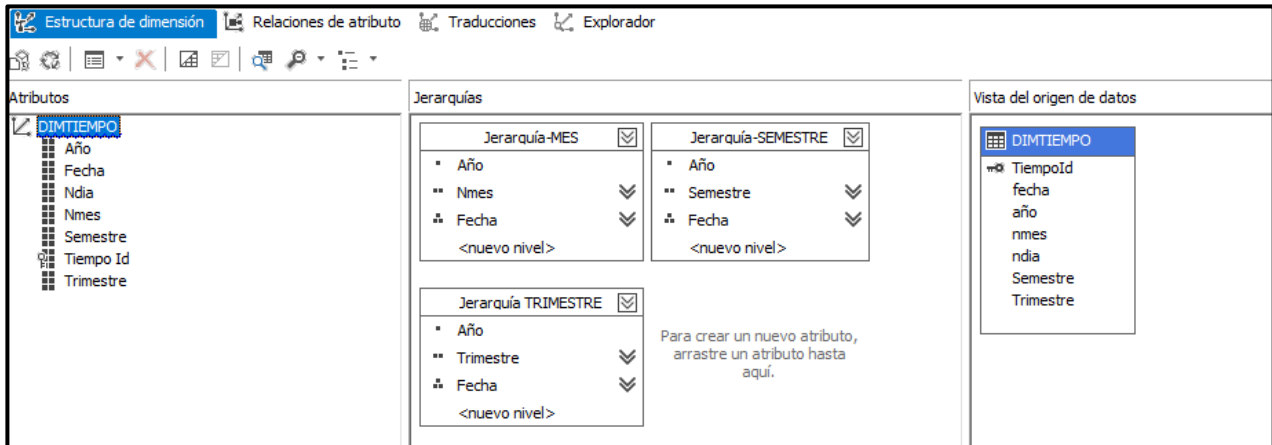 Estructura de dimensión Relaciones de atributo Traducciones Explorador
Atributos
DIMTIEMPO
Año
Fecha
Ndia
Nmes
Semestre
Tiempo Id
Trimestre
Jerarquías
Jerarquía-MES
Año
Nmes
Fecha
<nuevo nivel>
Jerarquía-SEMESTRE
Año
Semestre
Fecha
<nuevo nivel>
Jerarquía TRIMESTRE
Año
Trimestre
Fecha
<nuevo nivel>
Para crear un nuevo atributo,
arrastre un atributo hasta
aquí.
Vista del origen de datos
DIMTIEMPO
TiempoId
fecha
año
nmes
ndia
Semestre
Trimestre